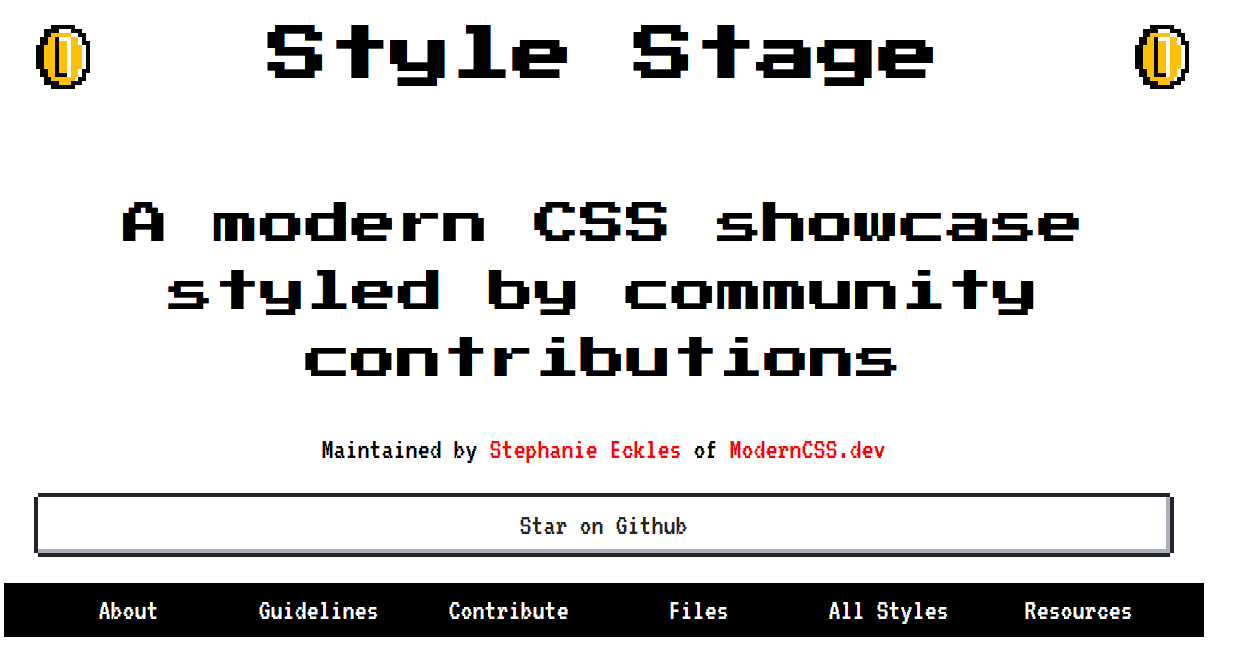 Style Stage
A modern CSS showcase
styled by community
contributions
Maintained by Stephanie Eckles of ModernCSS.dev
Star on Github
About Guidelines Contribute Files All Styles Resources